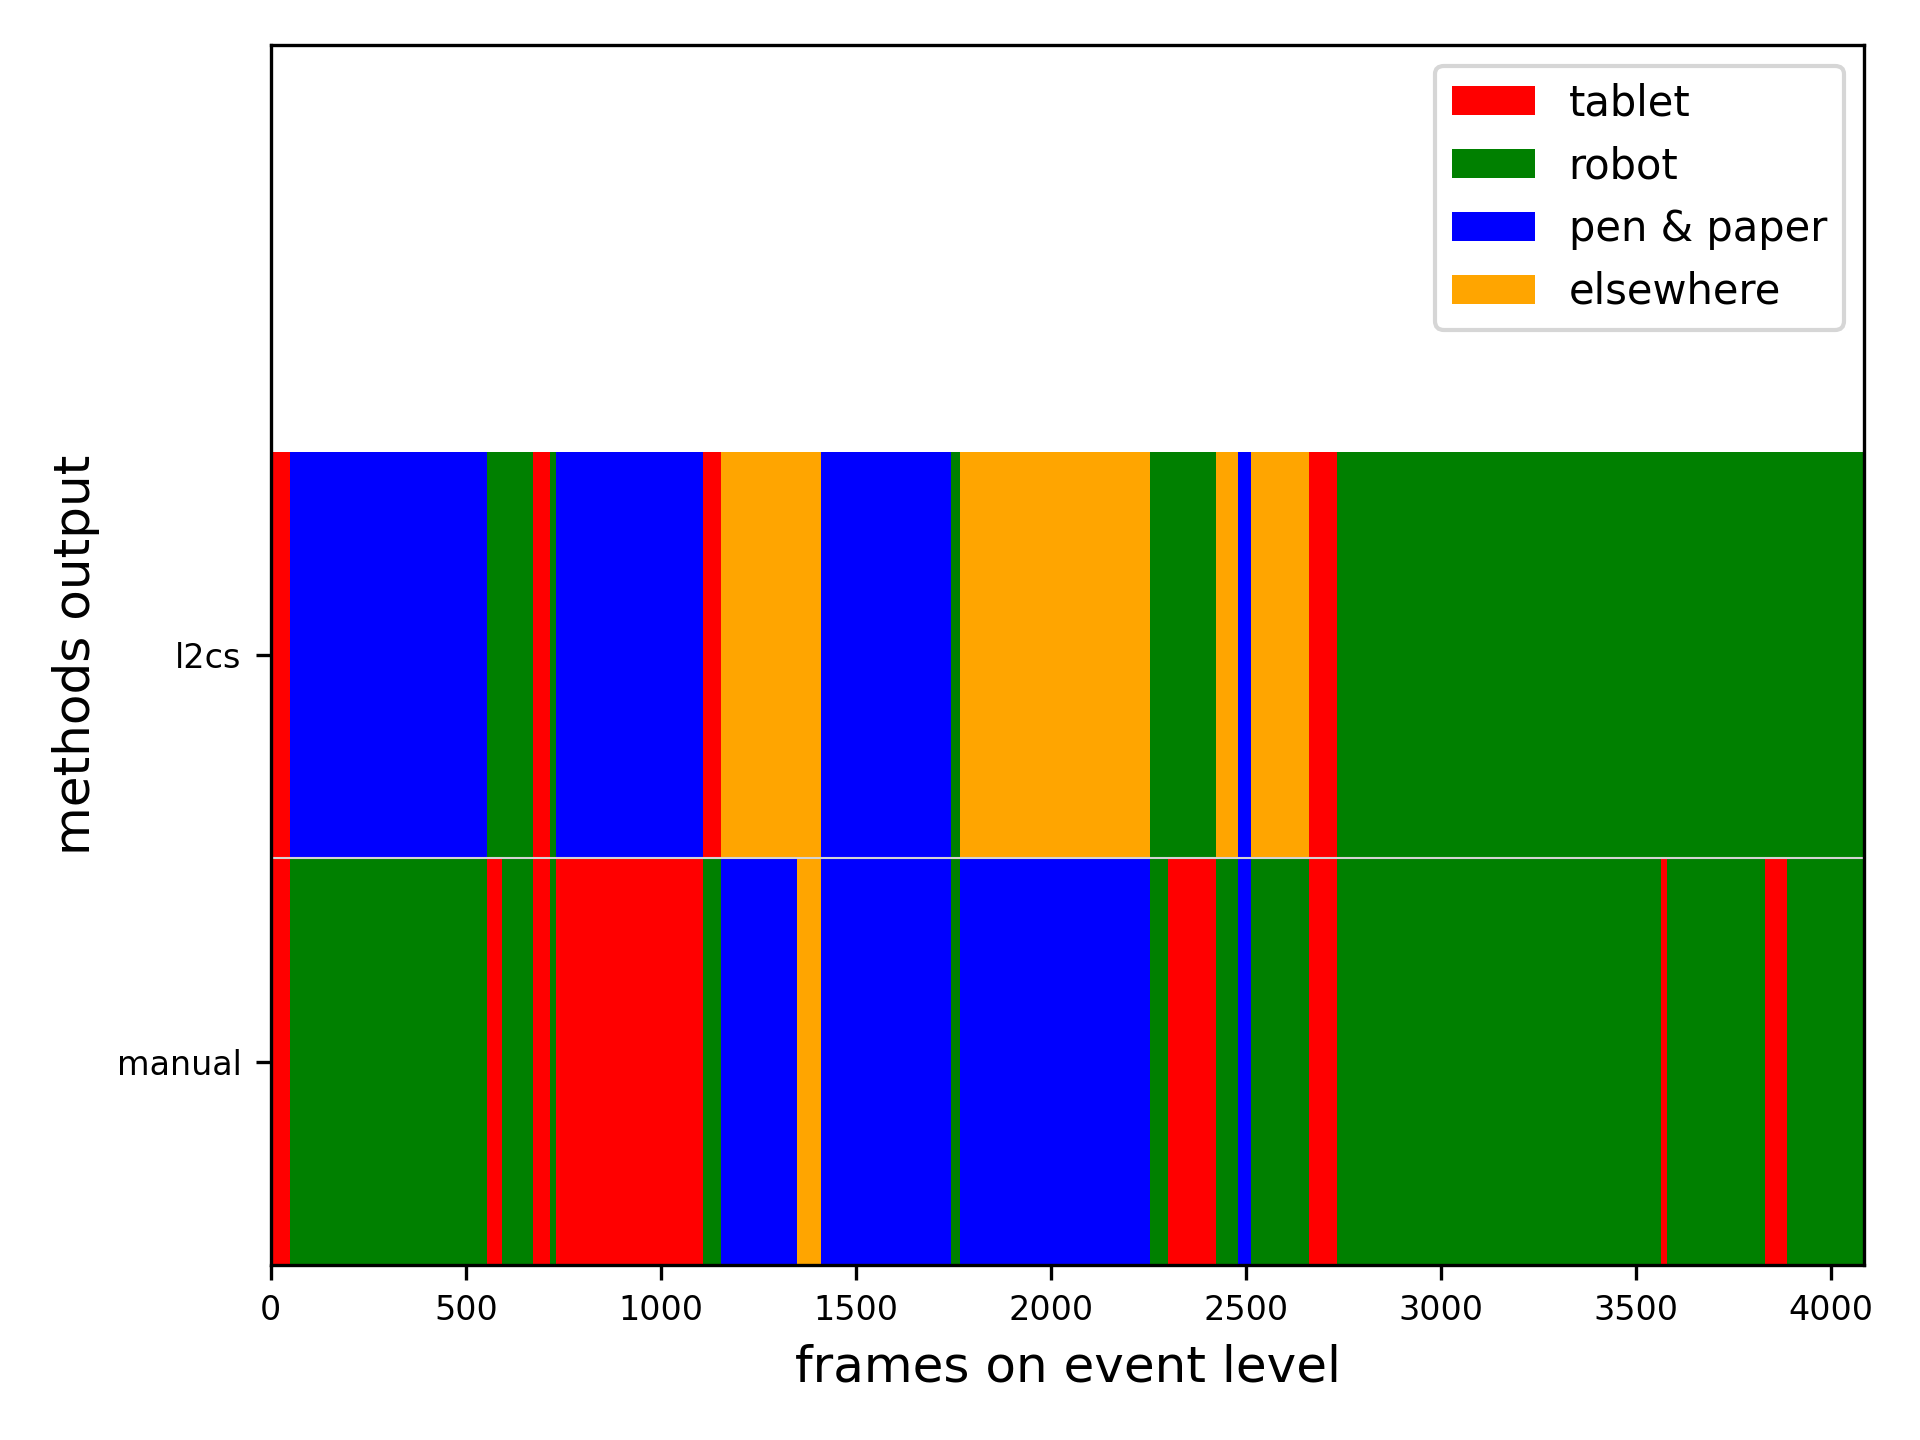 tablet
robot
pen & paper
elsewhere
methods output
l2cs
manual
0 500 1000 1500 2000 2500 3000 3500 4000
frames on event level